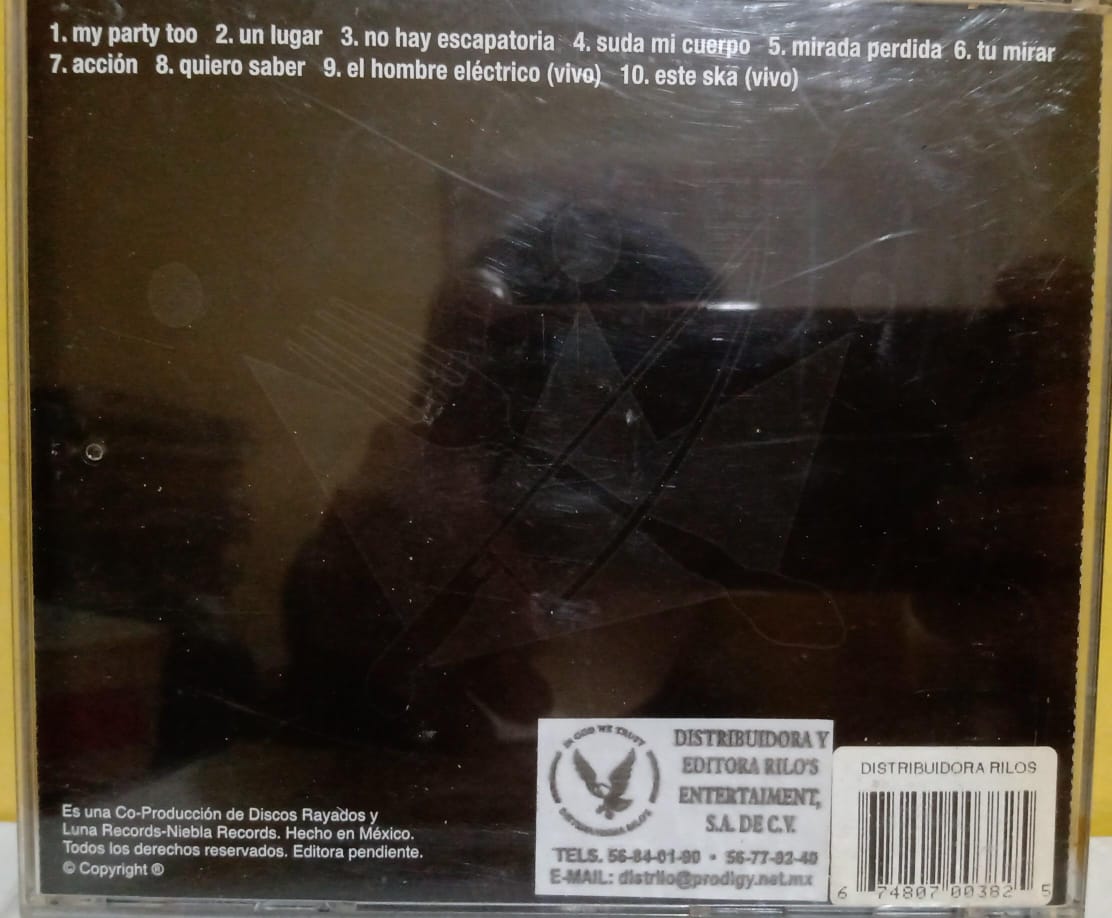 1. my party too 2. un lugar 3. no hay escapatoria 4. suda mi cuerpo 5. mirada perdida 6. tu mirar
7. acción 8. quiero saber 9. el hombre eléctrico (vivo) 10. este ska (vivo)
Es una Co-Producción de Discos Rayados y
Luna Records-Niebla Records. Hecho en México.
Todos los derechos reservados. Editora pendiente.
© Copyright ®
IN GOD WE TRUST
DISTRIBUIDORA RILO'S
DISTRIBUIDORA Y
EDITORA RILO'S
ENTERTAIMENT,
S.A. DE C.V.
TELS. 56-84-01-90 • 56-77-92-40
E-MAIL: distrilo@prodigy.net.mx
DISTRIBUIDORA RILOS
6 74807 00382 5